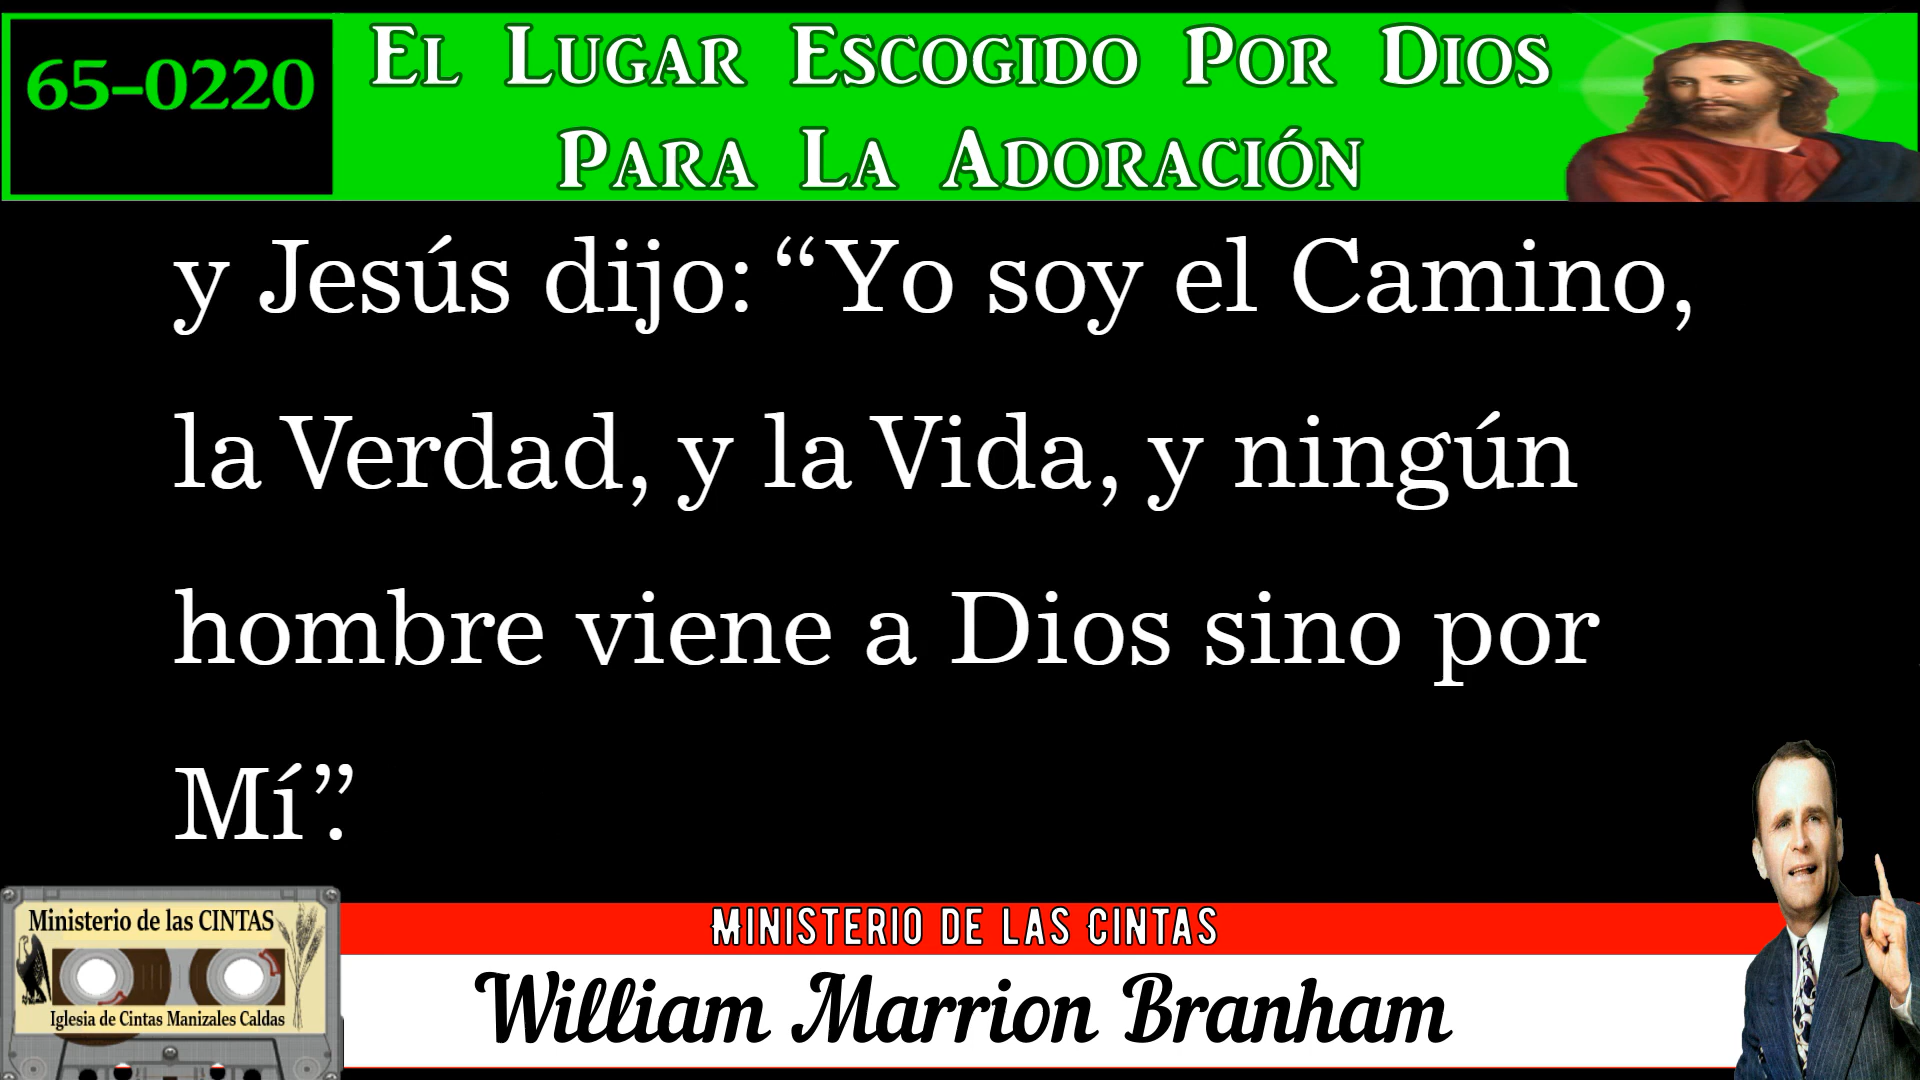 65-0220
El Lugar Escogido Por Dios
Para La Adoración
y Jesús dijo: “Yo soy el Camino,
la Verdad, y la Vida, y ningún
hombre viene a Dios sino por
Mí”.
Ministerio de las CINTAS
Iglesia de Cintas Manizales Caldas
MINISTERIO DE LAS CINTAS
William Marrion Branham